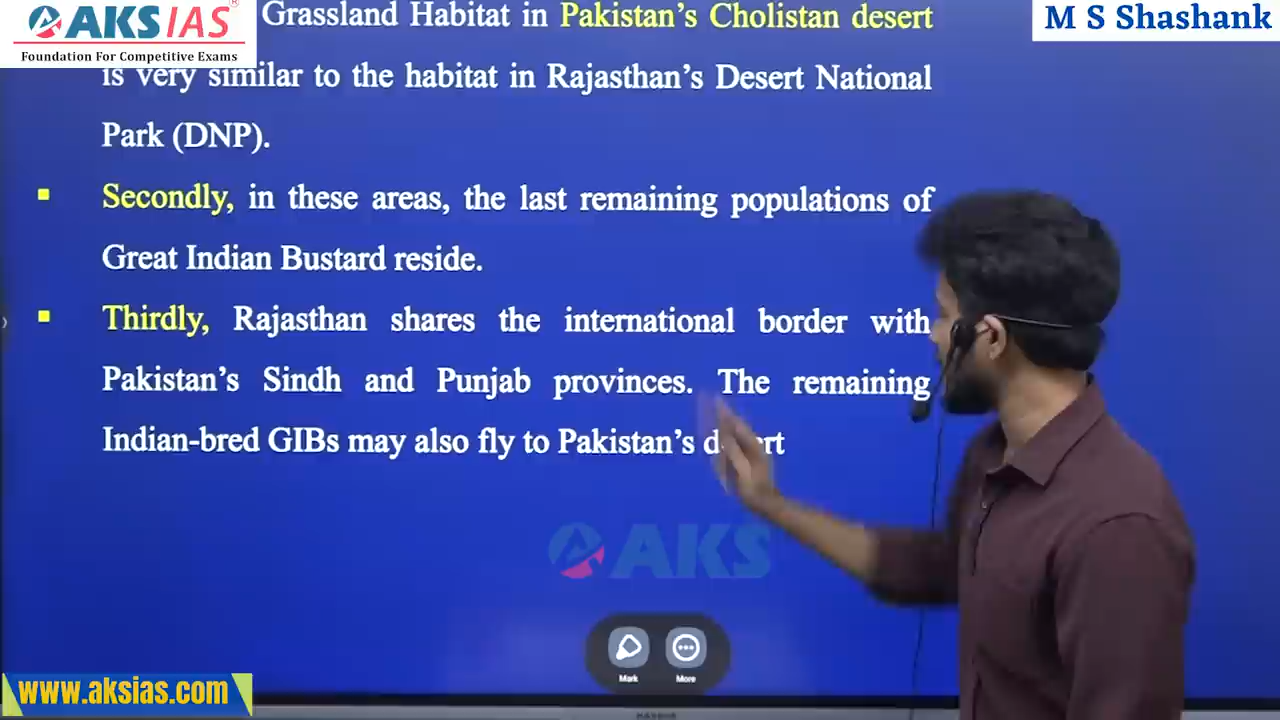 AKSIAS®
Foundation For Competitive Exams
M S Shashank
Grassland Habitat in Pakistan's Cholistan desert
is very similar to the habitat in Rajasthan's Desert National
Park (DNP).
▪ Secondly, in these areas, the last remaining populations of
Great Indian Bustard reside.
▪ Thirdly, Rajasthan shares the international border with
Pakistan's Sindh and Punjab provinces. The remaining
Indian-bred GIBs may also fly to Pakistan's desert
AKS
Mark More
www.aksias.com